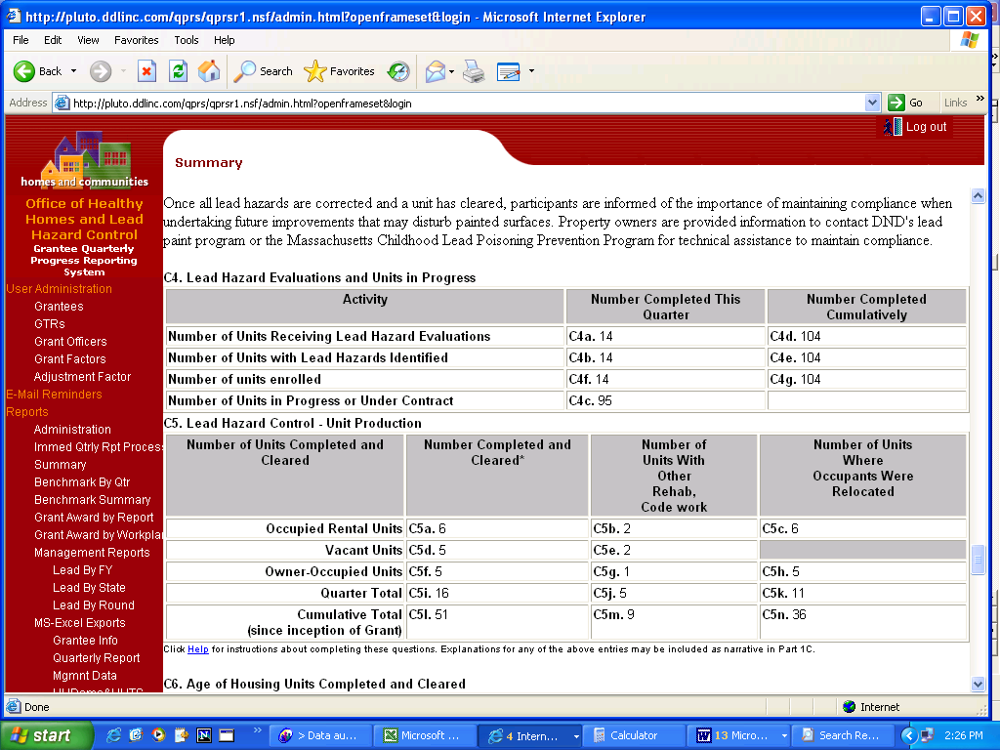 http://pluto.ddlinc.com/qprs/qprsr1.nsf/admin.html?openframeset&login - Microsoft Internet Explorer
File Edit View Favorites Tools Help
Back Search Favorites
Address http://pluto.ddlinc.com/qprs/qprsr1.nsf/admin.html?openframeset&login Go Links »
Log out
homes and communities
Office of Healthy
Homes and Lead
Hazard Control
Grantee Quarterly
Progress Reporting
System
User Administration
Grantees
GTRs
Grant Officers
Grant Factors
Adjustment Factor
E-Mail Reminders
Reports
Administration
Immed Qtrly Rpt Process
Summary
Benchmark By Qtr
Benchmark Summary
Grant Award by Report
Grant Award by Workplan
Management Reports
Lead By FY
Lead By State
Lead By Round
MS-Excel Exports
Grantee Info
Quarterly Report
Mgmnt Data
Summary
Once all lead hazards are corrected and a unit has cleared, participants are informed of the importance of maintaining compliance when
undertaking future improvements that may disturb painted surfaces. Property owners are provided information to contact DND's lead
paint program or the Massachusetts Childhood Lead Poisoning Prevention Program for technical assistance to maintain compliance.
C4. Lead Hazard Evaluations and Units in Progress
Activity Number Completed This Quarter Number Completed Cumulatively
Number of Units Receiving Lead Hazard Evaluations C4a. 14 C4d. 104
Number of Units with Lead Hazards Identified C4b. 14 C4e. 104
Number of units enrolled C4f. 14 C4g. 104
Number of Units in Progress or Under Contract C4c. 95
C5. Lead Hazard Control - Unit Production
Number of Units Completed and Cleared Number Completed and Cleared* Number of Units With Other Rehab, Code work Number of Units Where Occupants Were Relocated
Occupied Rental Units C5a. 6 C5b. 2 C5c. 6
Vacant Units C5d. 5 C5e. 2
Owner-Occupied Units C5f. 5 C5g. 1 C5h. 5
Quarter Total C5i. 16 C5j. 5 C5k. 11
Cumulative Total (since inception of Grant) C5l. 51 C5m. 9 C5n. 36
Click Help for instructions about completing these questions. Explanations for any of the above entries may be included as narrative in Part 1C.
C6. Age of Housing Units Completed and Cleared
Done Internet
start » > Data au... Microsoft ... 4 Intern... Calculator 13 Micro... Search Re... 2:26 PM